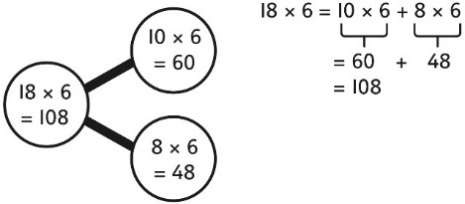 10 × 6
= 60
18 × 6
= 108
8 × 6
= 48
18 × 6 = 10 × 6 + 8 × 6
= 60 + 48
= 108